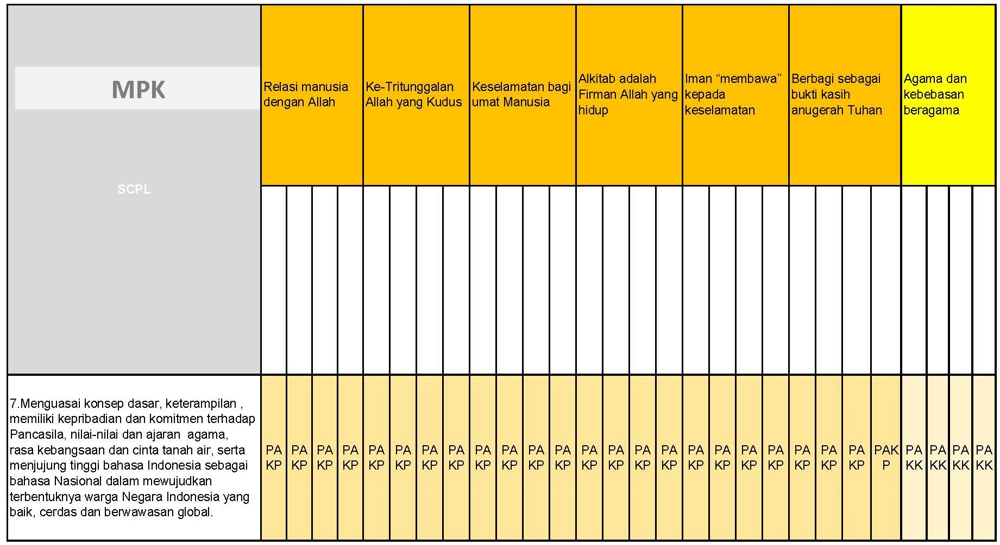 MPK
SCPL
Relasi manusia
dengan Allah
Ke-Tritunggalan
Allah yang Kudus
Keselamatan bagi
umat Manusia
Alkitab adalah
Firman Allah yang
hidup
Iman “membawa”
kepada
keselamatan
Berbagi sebagai
bukti kasih
anugerah Tuhan
Agama dan
kebebasan
beragama
7.Menguasai konsep dasar, keterampilan ,
memiliki kepribadian dan komitmen terhadap
Pancasila, nilai-nilai dan ajaran  agama,
rasa kebangsaan dan cinta tanah air, serta
menjujung tinggi bahasa Indonesia sebagai
bahasa Nasional dalam mewujudkan
terbentuknya warga Negara Indonesia yang
baik, cerdas dan berwawasan global.
PA PA PA PA PA PA PA PA PA PA PA PA PA PA PA PA PA PA PA PA PA PA PA PAK PA PA PA PA
KP KP KP KP KP KP KP KP KP KP KP KP KP KP KP KP KP KP KP KP KP KP KP P KK KK KK KK